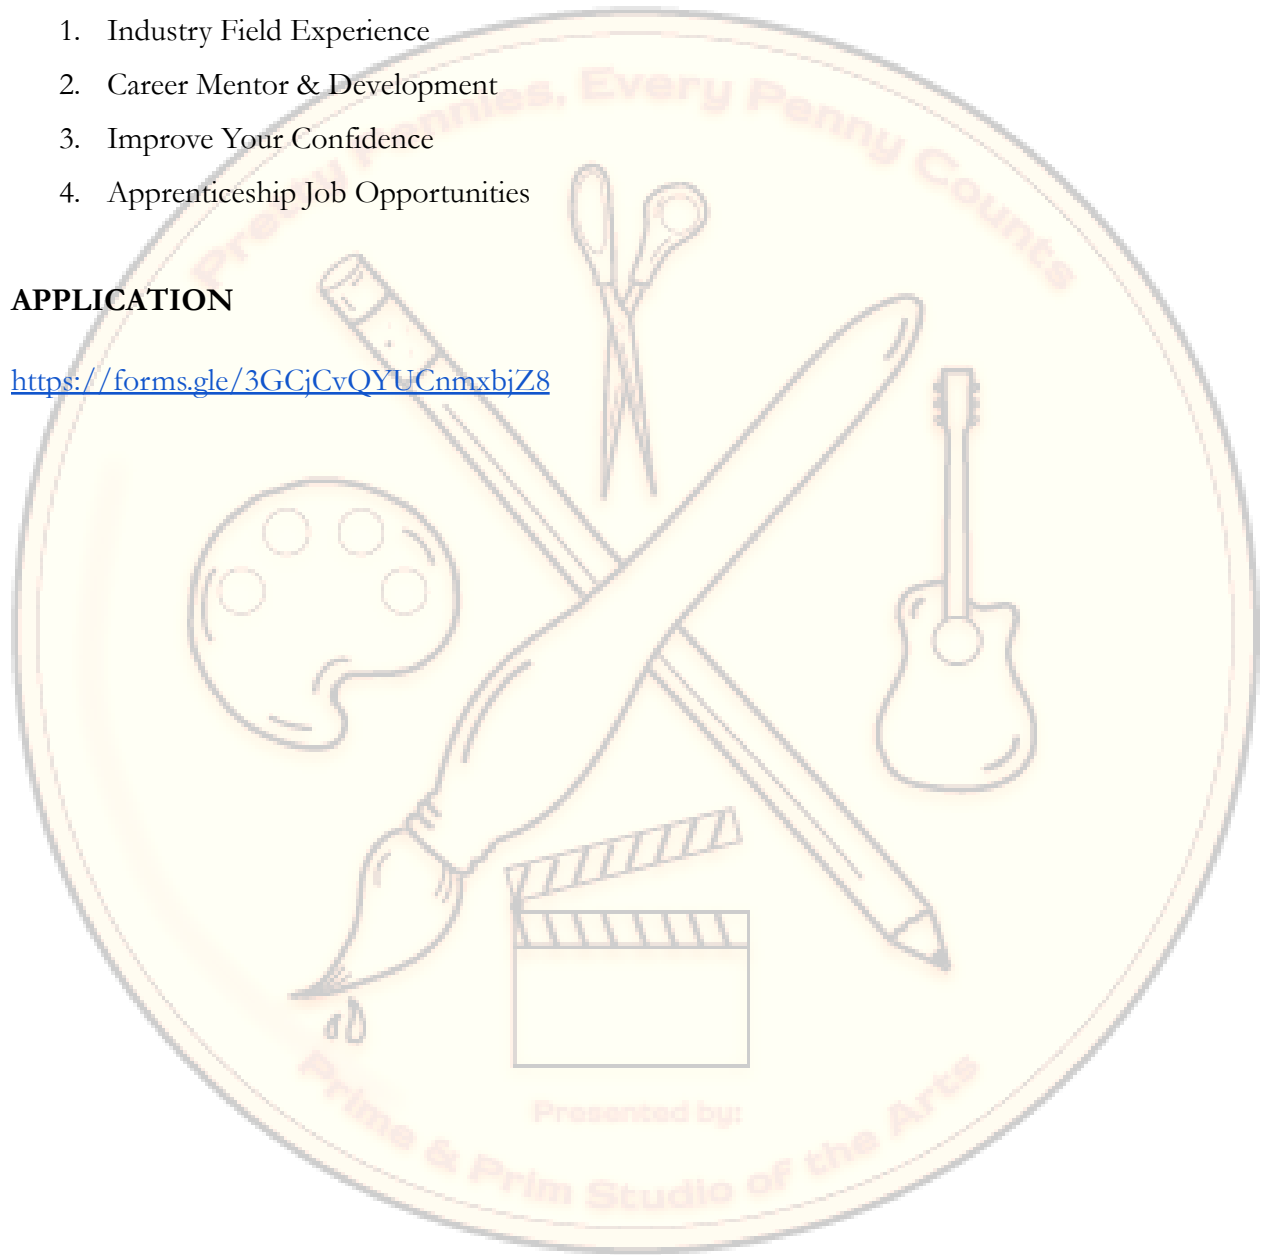 1. Industry Field Experience
2. Career Mentor & Development
3. Improve Your Confidence
4. Apprenticeship Job Opportunities
APPLICATION
https://forms.gle/3GCjCvQYUCnmxbjZ8
Pretty Pennies, Every Penny Counts
Presented by:
Prime & Prim Studio of the Arts